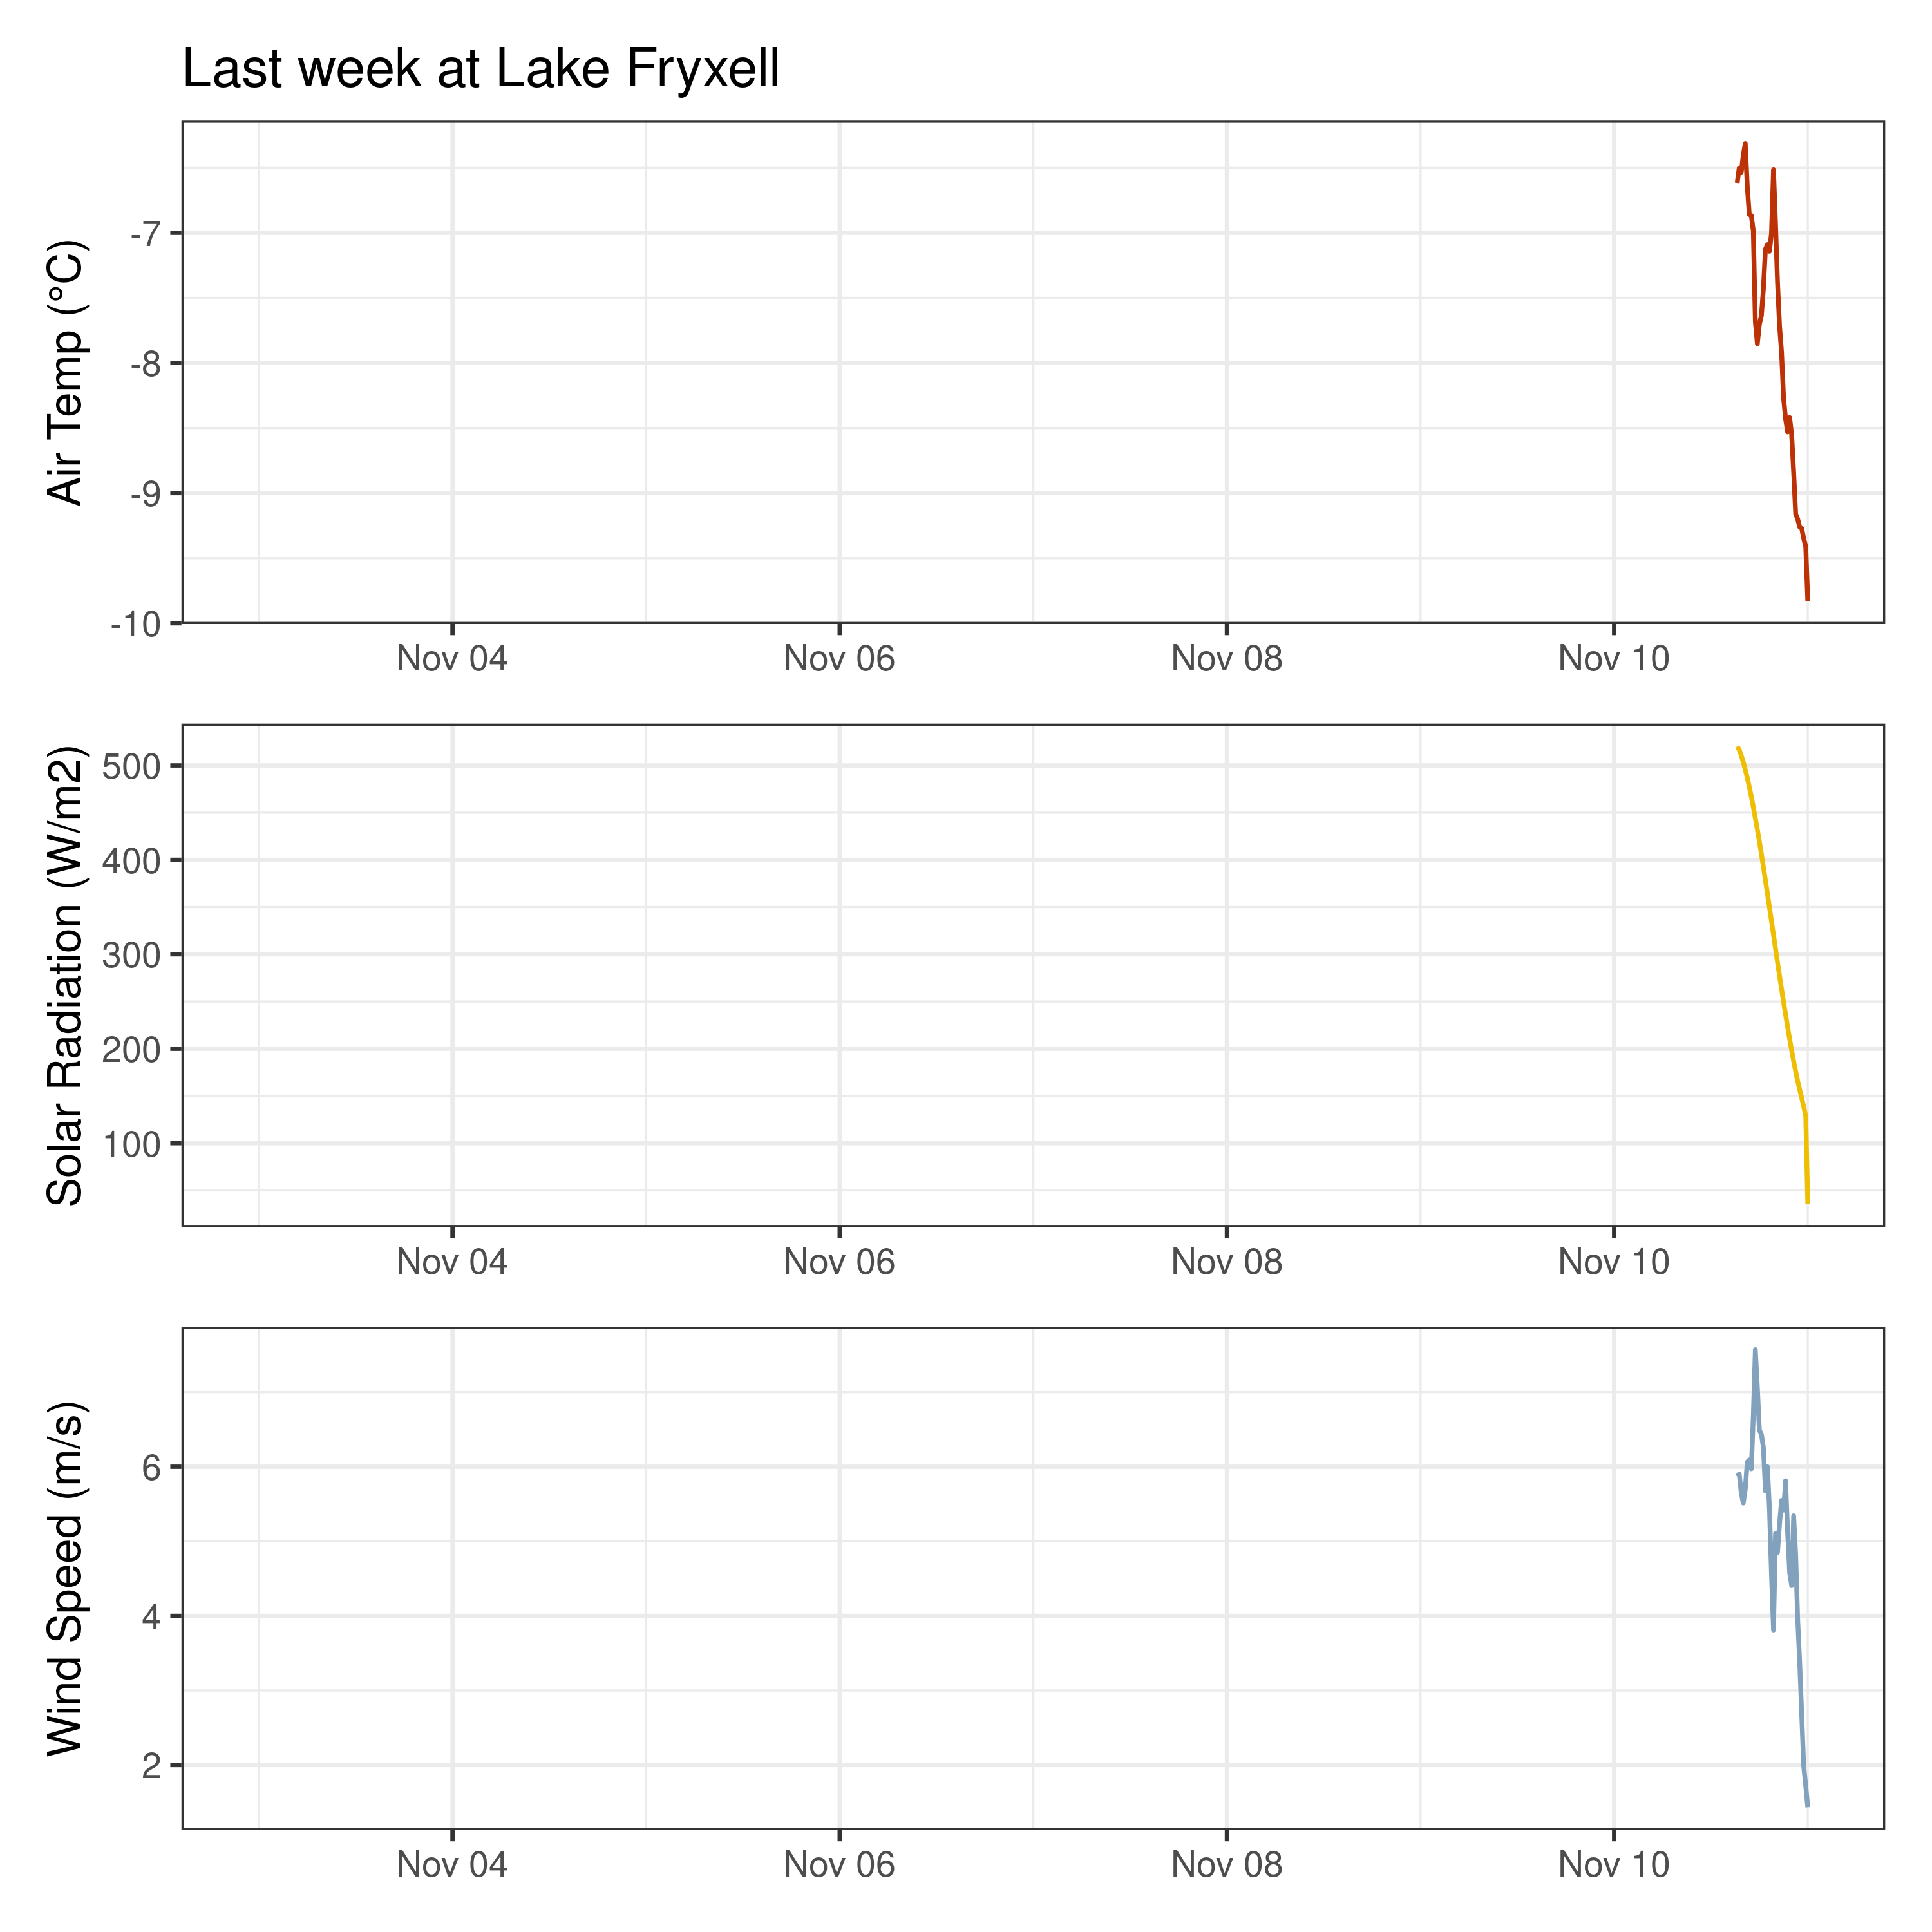 Last week at Lake Fryxell
Air Temp (°C)
-7
-8
-9
-10
Nov 04 Nov 06 Nov 08 Nov 10
Solar Radiation (W/m2)
500
400
300
200
100
Nov 04 Nov 06 Nov 08 Nov 10
Wind Speed (m/s)
6
4
2
Nov 04 Nov 06 Nov 08 Nov 10